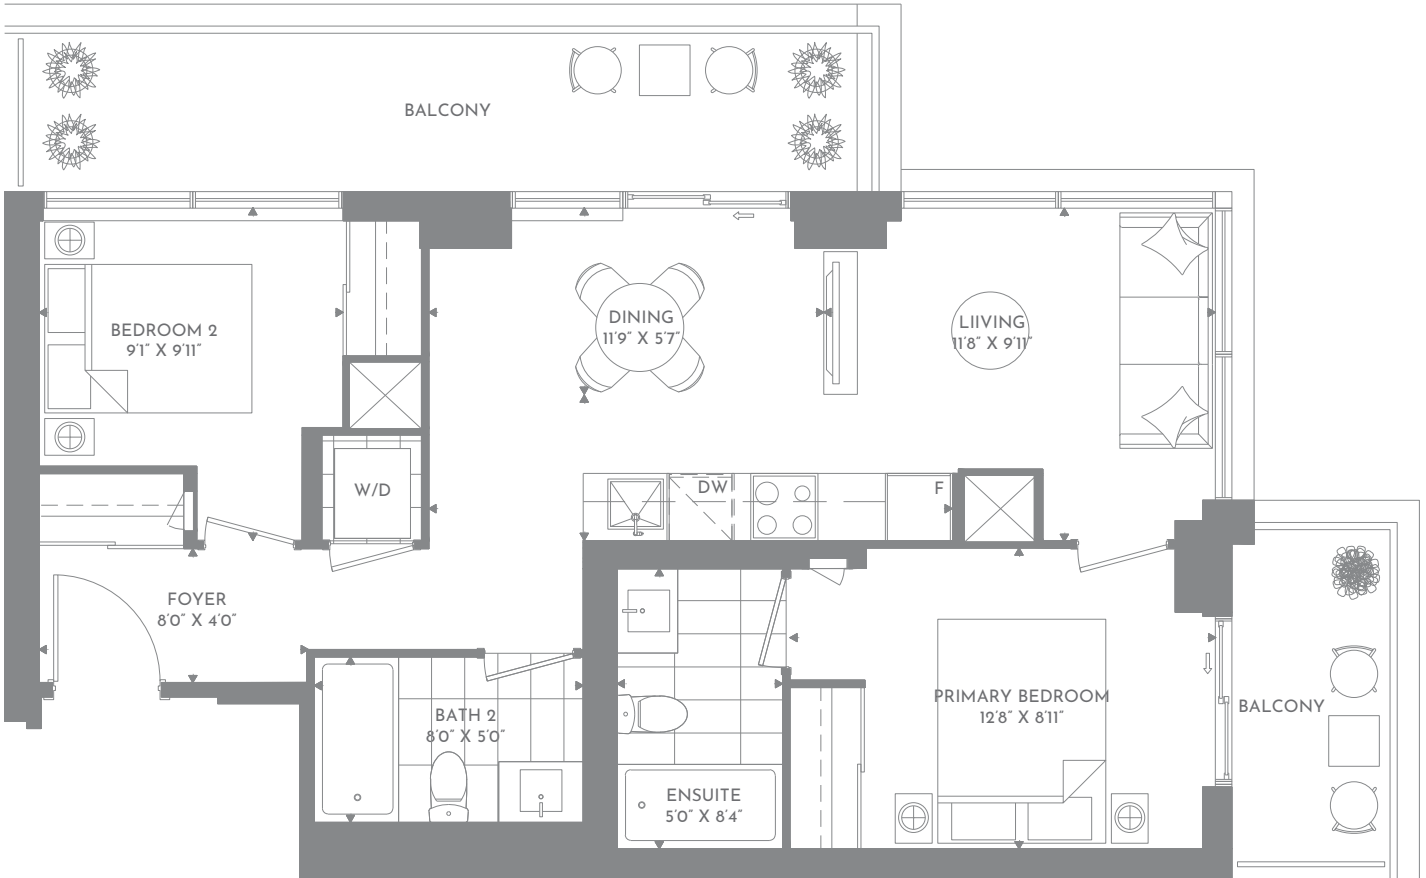 BALCONY
BEDROOM 2
9'1" X 9'11"
DINING
11'9" X 5'7"
LIIVING
11'8" X 9'11"
W/D
DW
F
FOYER
8'0" X 4'0"
BATH 2
8'0" X 5'0"
ENSUITE
5'0" X 8'4"
PRIMARY BEDROOM
12'8" X 8'11"
BALCONY